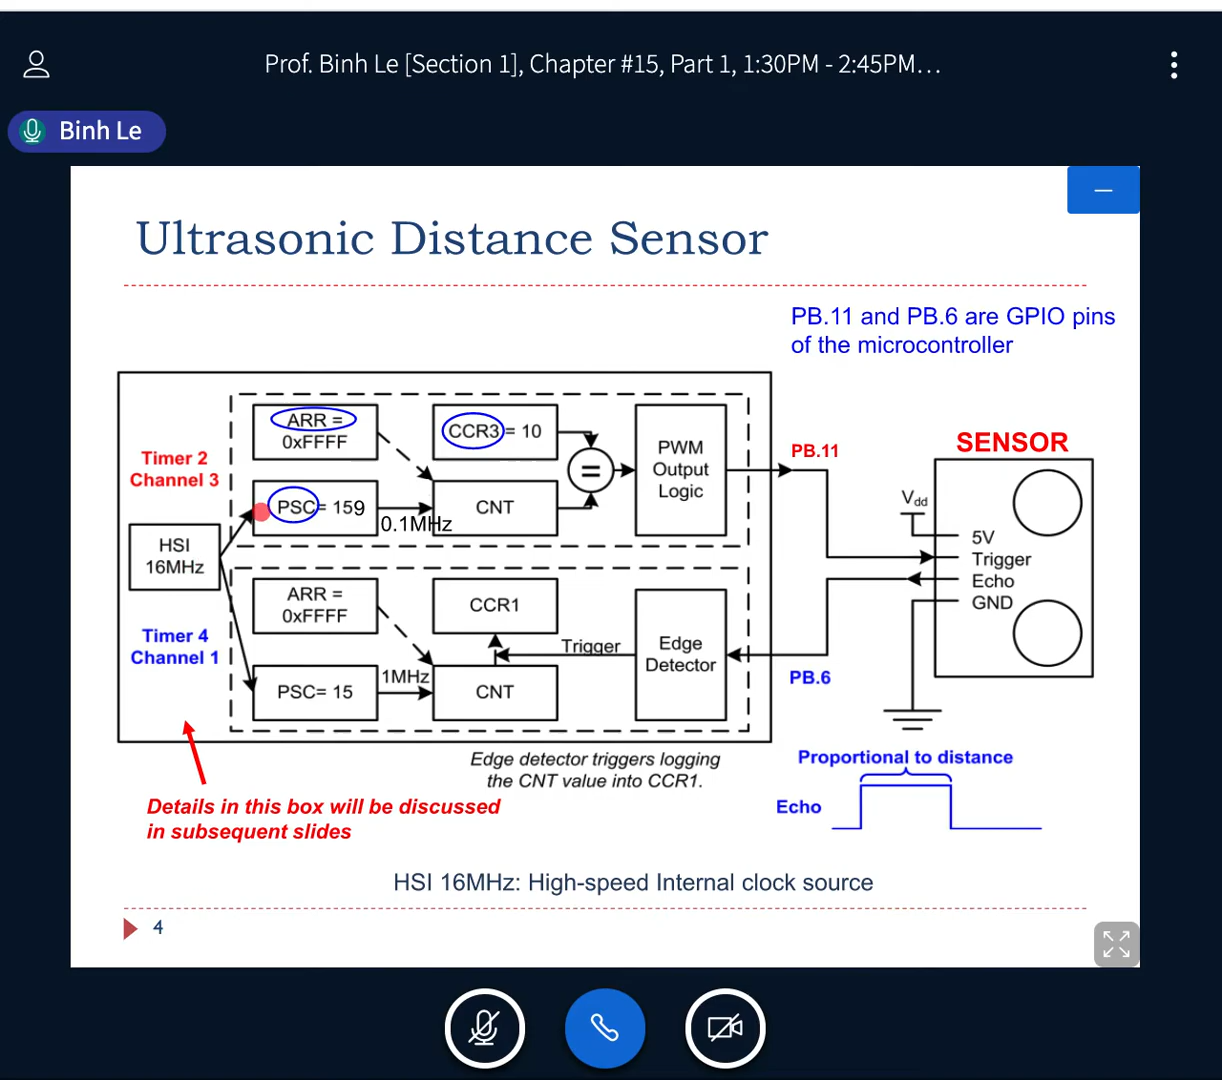 Prof. Binh Le [Section 1], Chapter #15, Part 1, 1:30PM - 2:45PM…
Binh Le
Ultrasonic Distance Sensor
PB.11 and PB.6 are GPIO pins
of the microcontroller
Timer 2
Channel 3
ARR =
0xFFFF
CCR3 = 10
PSC= 159
0.1MHz
CNT
=
PWM
Output
Logic
PB.11
SENSOR
Vdd
5V
Trigger
Echo
GND
HSI
16MHz
Timer 4
Channel 1
ARR =
0xFFFF
CCR1
PSC= 15
1MHz
CNT
Trigger
Edge
Detector
PB.6
Edge detector triggers logging
the CNT value into CCR1.
Proportional to distance
Echo
Details in this box will be discussed
in subsequent slides
HSI 16MHz: High-speed Internal clock source
4